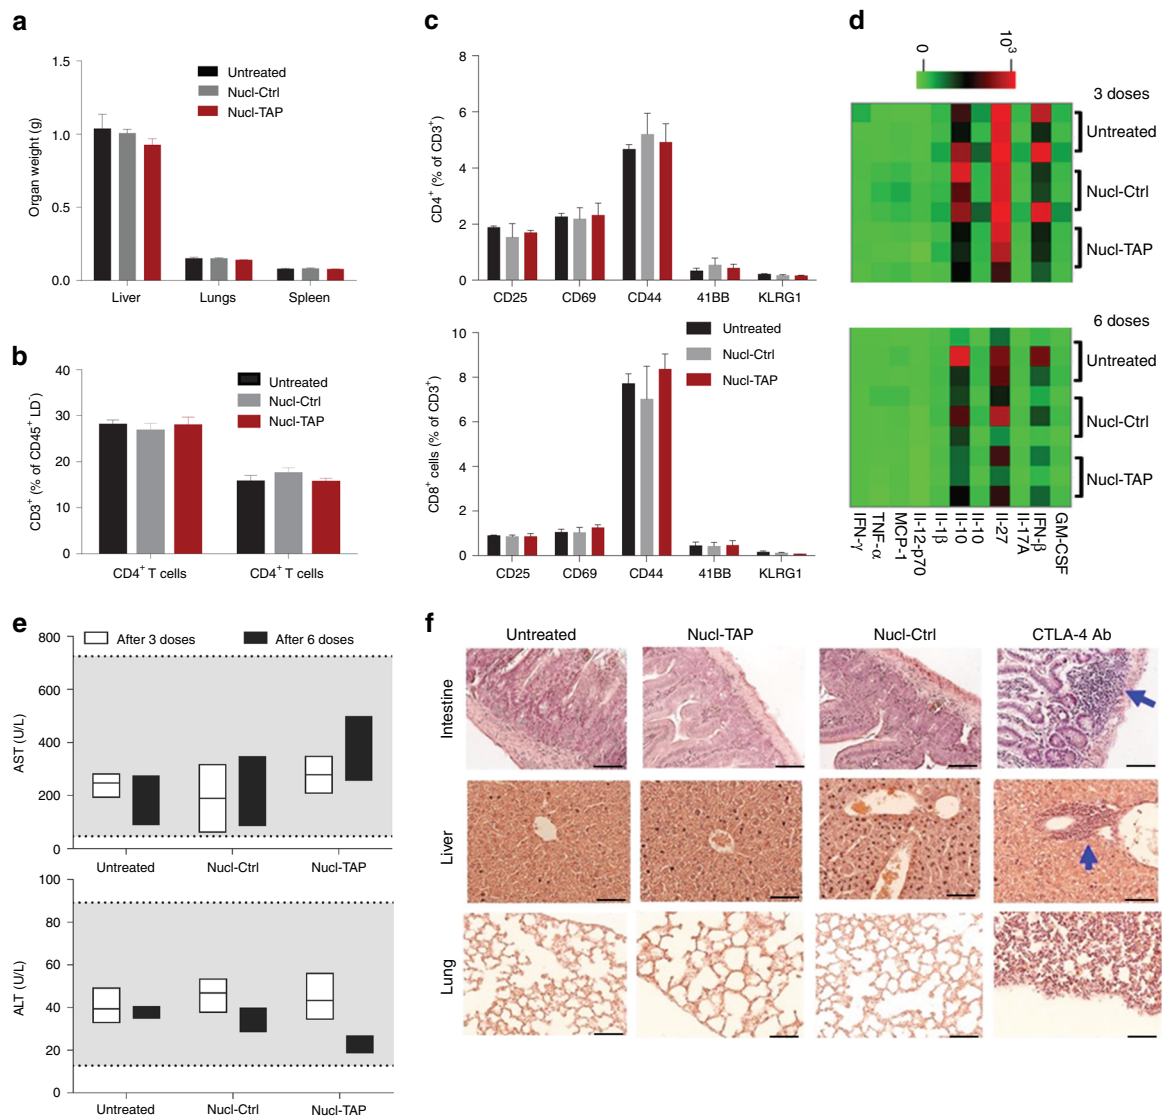 a
1.5
1.0
0.5
0.0
Organ weight (g)
Untreated
Nucl-Ctrl
Nucl-TAP
Liver
Lungs
Spleen
b
40
30
20
10
0
CD3⁺ (% of CD45⁺ LD⁻)
Untreated
Nucl-Ctrl
Nucl-TAP
CD4⁺ T cells
CD4⁺ T cells
c
8
6
4
2
0
CD4⁺ (% of CD3⁺)
CD25
CD69
CD44
41BB
KLRG1
10
8
6
4
2
0
CD8⁺ cells (% of CD3⁺)
Untreated
Nucl-Ctrl
Nucl-TAP
CD25
CD69
CD44
41BB
KLRG1
d
0
10³
3 doses
Untreated
Nucl-Ctrl
Nucl-TAP
6 doses
Untreated
Nucl-Ctrl
Nucl-TAP
IFN-γ
TNF-α
MCP-1
Il-12-p70
Il-1β
Il-10
Il-10
Il-27
Il-17A
IFN-β
GM-CSF
e
After 3 doses
After 6 doses
800
600
400
200
0
AST (U/L)
Untreated
Nucl-Ctrl
Nucl-TAP
100
80
60
40
20
0
ALT (U/L)
Untreated
Nucl-Ctrl
Nucl-TAP
f
Untreated
Nucl-TAP
Nucl-Ctrl
CTLA-4 Ab
Intestine
Liver
Lung